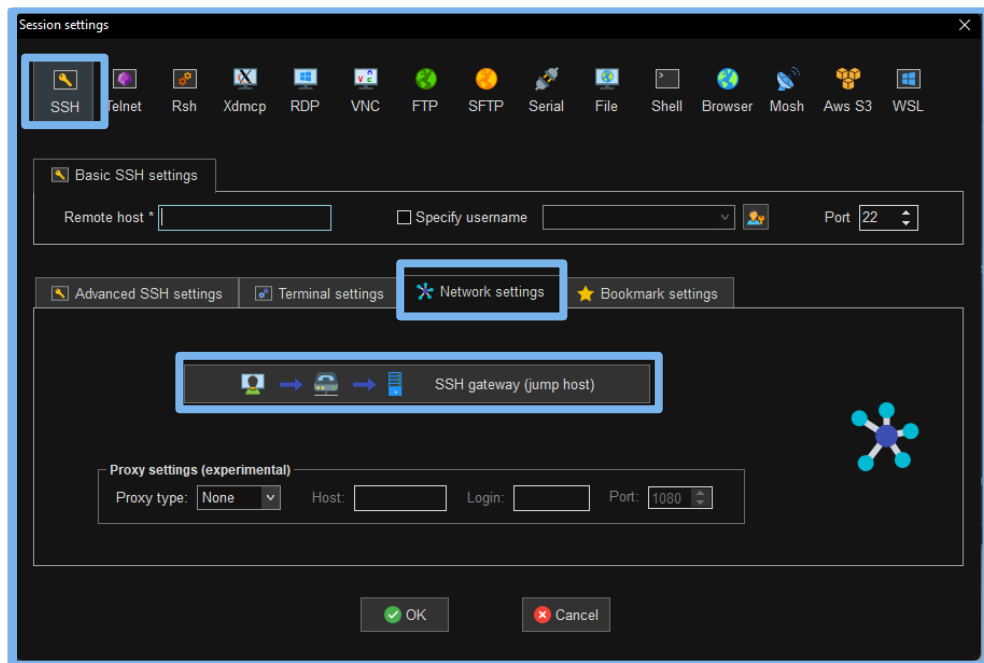 Session settings
SSH Telnet Rsh Xdmcp RDP VNC FTP SFTP Serial File Shell Browser Mosh Aws S3 WSL
Basic SSH settings
Remote host * Specify username Port 22
Advanced SSH settings Terminal settings Network settings Bookmark settings
SSH gateway (jump host)
Proxy settings (experimental)
Proxy type: None Host: Login: Port: 1080
OK Cancel